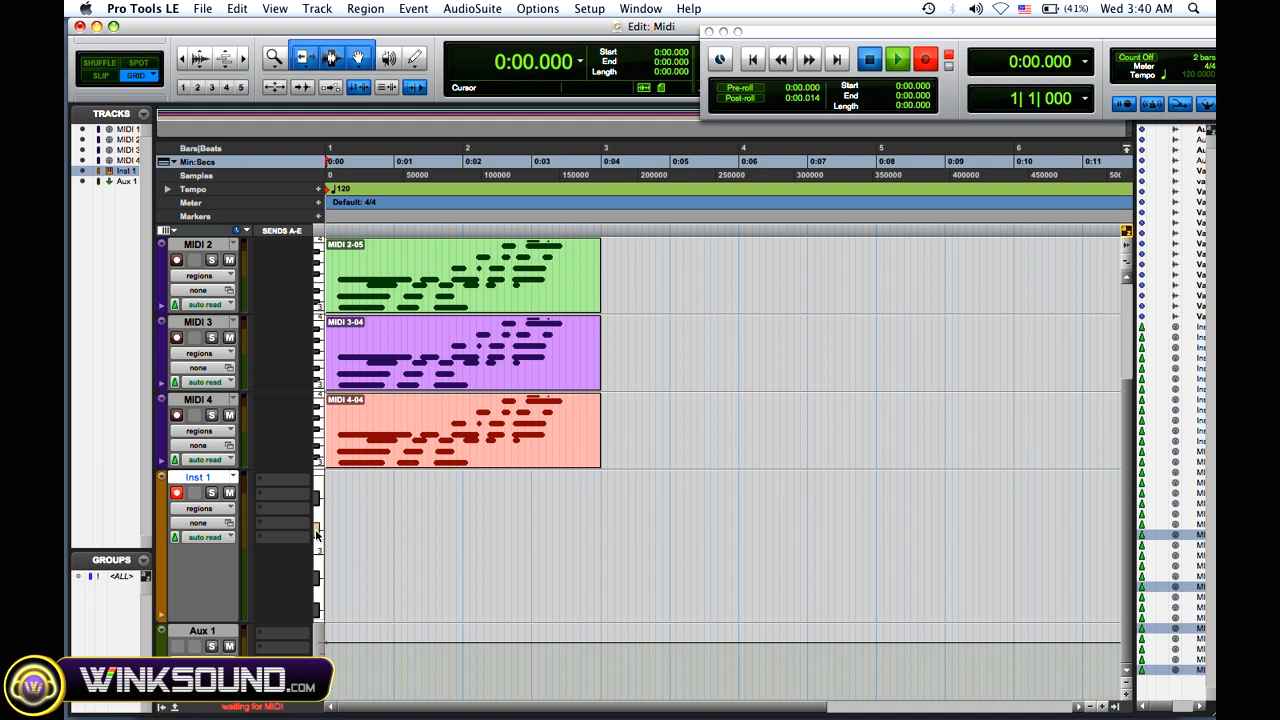 Pro Tools LE File Edit View Track Region Event AudioSuite Options Setup Window Help (41%) Wed 3:40 AM
Edit: Midi
SHUFFLE SPOT
SLIP GRID
1 2 3 4 5
0:00.000
Start 0:00.000
End 0:00.000
Length 0:00.000
Cursor
Pre-roll 0:00.000
Post-roll 0:00.014
Start 0:00.000
End 0:00.000
Length 0:00.000
0:00.000
1| 1| 000
Count Off 2 bars
Meter 4/4
Tempo 120.0000
TRACKS
MIDI 1
MIDI 2
MIDI 3
MIDI 4
Inst 1
Aux 1
Bars|Beats 1 2 3 4 5 6
Min:Secs 0:00 0:01 0:02 0:03 0:04 0:05 0:06 0:07 0:08 0:09 0:10 0:11
Samples 0 50000 100000 150000 200000 250000 300000 350000 400000 450000 500
Tempo 120
Meter Default: 4/4
Markers
SENDS A-E
MIDI 2
S M
regions
none
auto read
MIDI 2-05
MIDI 3
S M
regions
none
auto read
MIDI 3-04
MIDI 4
S M
regions
none
auto read
MIDI 4-04
Inst 1
S M
regions
none
auto read
3
Aux 1
S M
GROUPS
! <ALL>
WINKSOUND.COM
waiting for MIDI